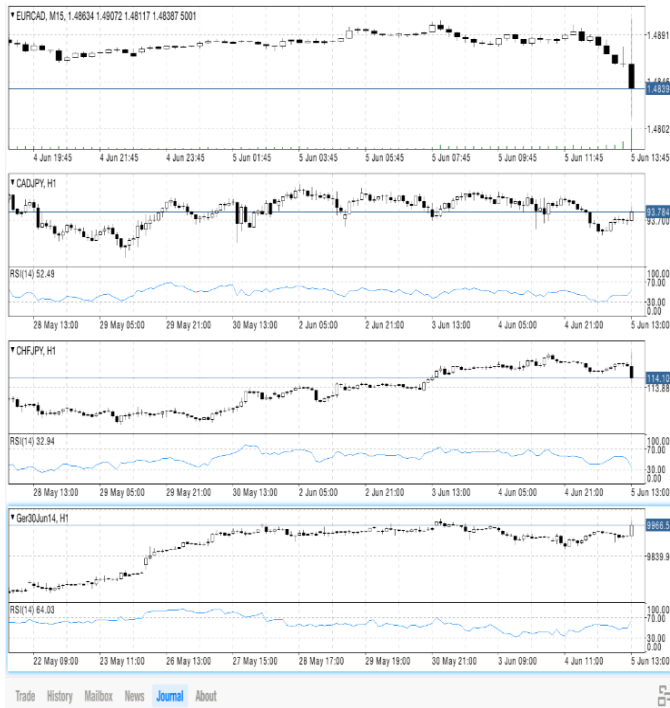 ▼EURCAD, M15, 1.48634 1.49072 1.48117 1.48387 5001
1.4891
1.4846
1.4839
1.4802
4 Jun 19:45 4 Jun 21:45 4 Jun 23:45 5 Jun 01:45 5 Jun 03:45 5 Jun 05:45 5 Jun 07:45 5 Jun 09:45 5 Jun 11:45 5 Jun 13:45
▼CADJPY, H1
93.784
93.700
RSI(14) 52.49
100.00
70.00
30.00
0.00
28 May 13:00 29 May 05:00 29 May 21:00 30 May 13:00 2 Jun 05:00 2 Jun 21:00 3 Jun 13:00 4 Jun 05:00 4 Jun 21:00 5 Jun 13:00
▼CHFJPY, H1
114.10
113.88
RSI(14) 32.94
100.00
70.00
30.00
0.00
28 May 13:00 29 May 05:00 29 May 21:00 30 May 13:00 2 Jun 05:00 2 Jun 21:00 3 Jun 13:00 4 Jun 05:00 4 Jun 21:00 5 Jun 13:00
▼Ger30Jun14, H1
9966.5
9839.9
RSI(14) 64.03
100.00
70.00
30.00
0.00
22 May 09:00 23 May 11:00 26 May 13:00 27 May 15:00 28 May 17:00 29 May 19:00 30 May 21:00 3 Jun 09:00 4 Jun 11:00 5 Jun 13:00
Trade History Mailbox News Journal About